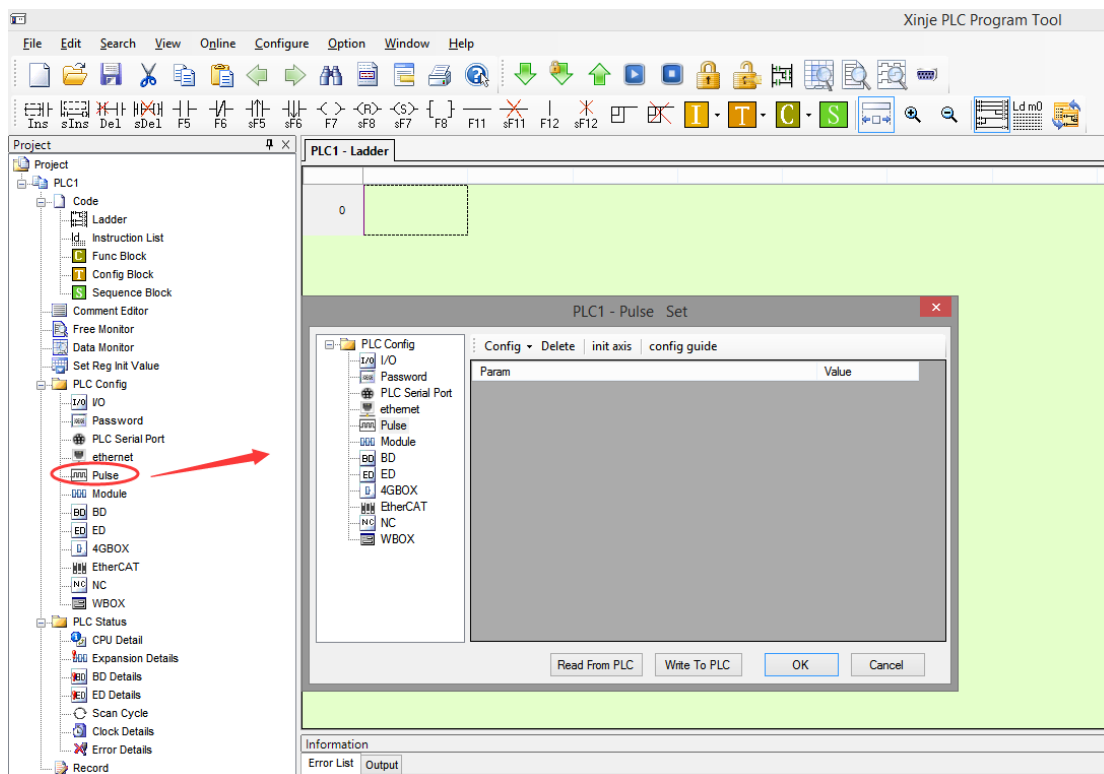 Xinje PLC Program Tool
File Edit Search View Online Configure Option Window Help
Ins sIns Del sDel F5 F6 sF5 sF6 F7 sF8 sF7 F8 F11 sF11 F12 sF12 I T C S Ld m0
Project
PLC1 - Ladder
Project
PLC1
Code
Ladder
Instruction List
Func Block
Config Block
Sequence Block
Comment Editor
Free Monitor
Data Monitor
Set Reg Init Value
PLC Config
I/O
Password
PLC Serial Port
ethernet
Pulse
Module
BD
ED
4GBOX
EtherCAT
NC
WBOX
PLC Status
CPU Detail
Expansion Details
BD Details
ED Details
Scan Cycle
Clock Details
Error Details
Record
0
PLC1 - Pulse Set
PLC Config
I/O
Password
PLC Serial Port
ethernet
Pulse
Module
BD
ED
4GBOX
EtherCAT
NC
WBOX
Config Delete init axis config guide
Param Value
Read From PLC Write To PLC OK Cancel
Information
Error List Output